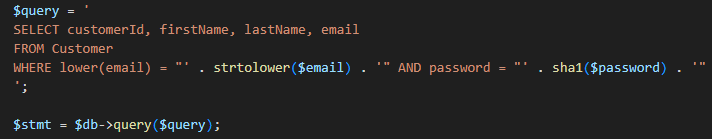 $query = '
SELECT customerId, firstName, lastName, email
FROM Customer
WHERE lower(email) = "' . strtolower($email) . '" AND password = "' . sha1($password) . '"
';
$stmt = $db->query($query);